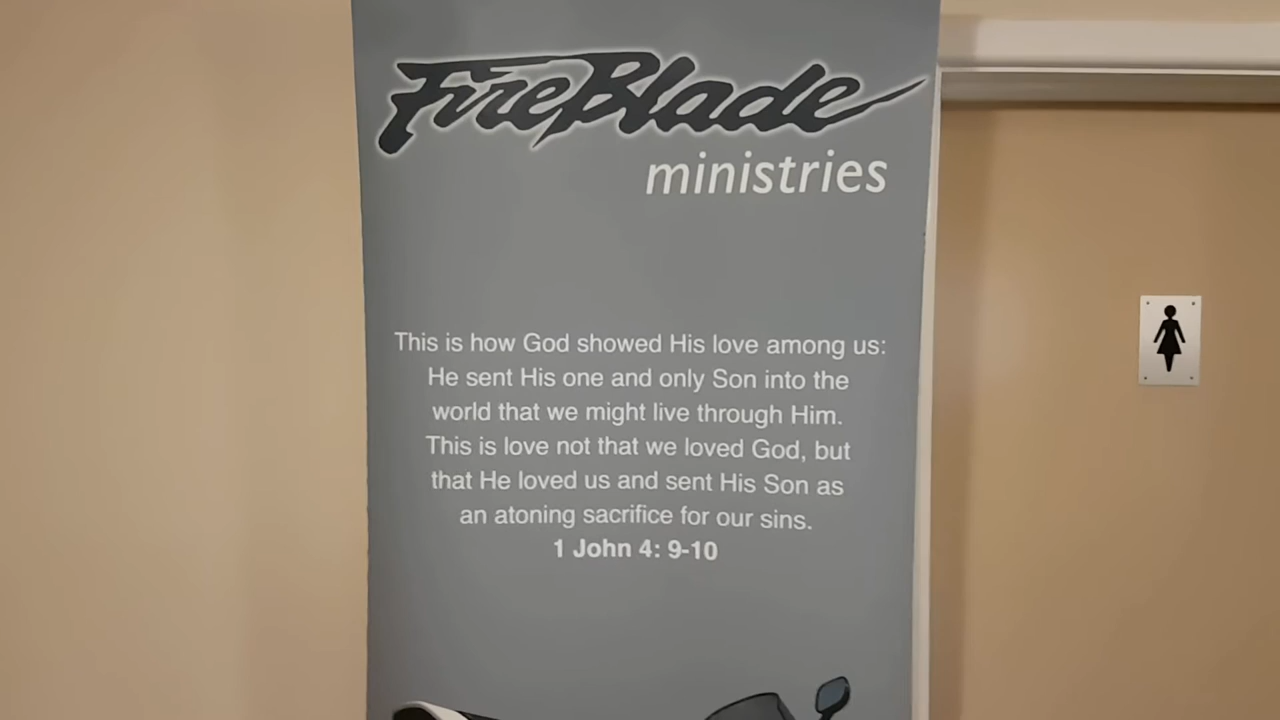 FireBlade
ministries
This is how God showed His love among us:
He sent His one and only Son into the
world that we might live through Him.
This is love not that we loved God, but
that He loved us and sent His Son as
an atoning sacrifice for our sins.
1 John 4: 9-10